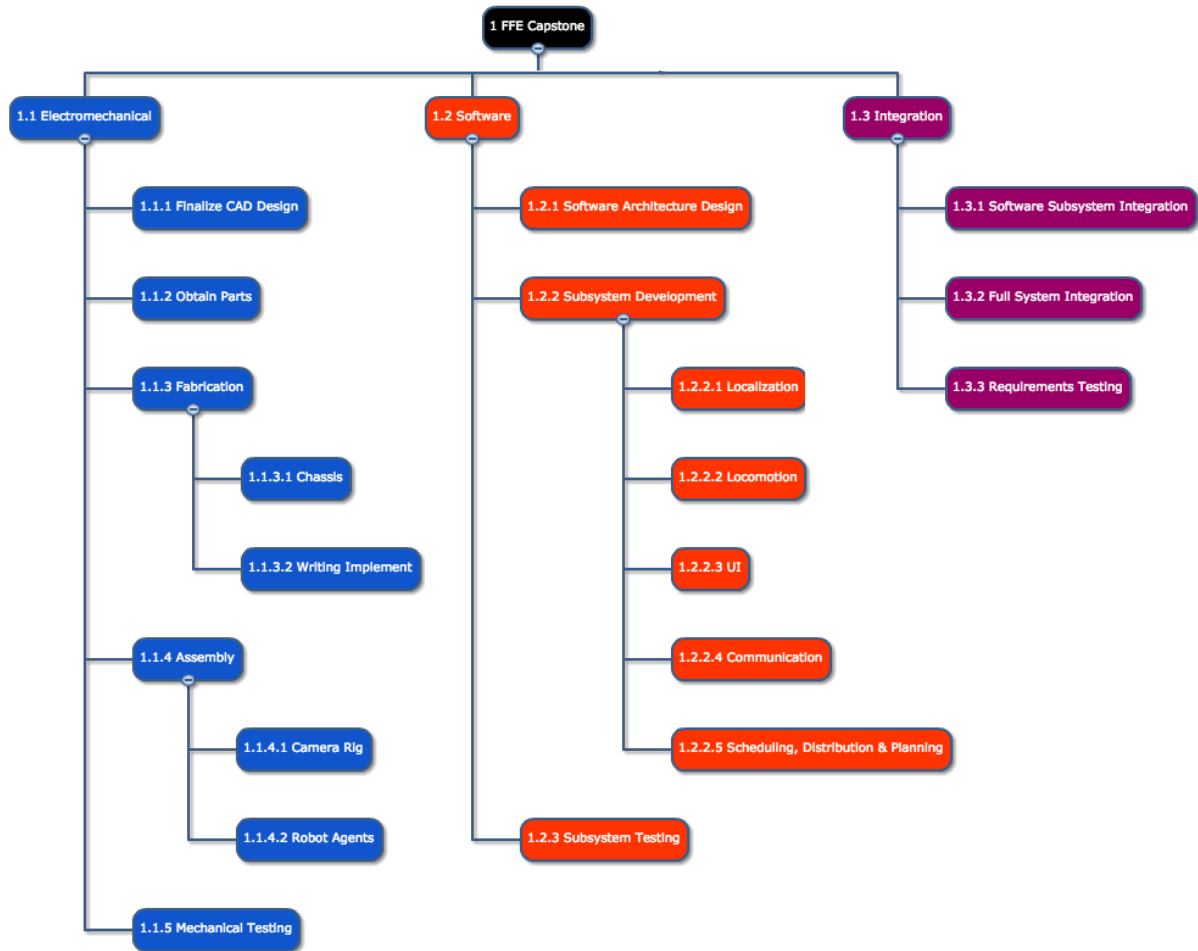 1 FFE Capstone
1.1 Electromechanical
1.1.1 Finalize CAD Design
1.1.2 Obtain Parts
1.1.3 Fabrication
1.1.3.1 Chassis
1.1.3.2 Writing Implement
1.1.4 Assembly
1.1.4.1 Camera Rig
1.1.4.2 Robot Agents
1.1.5 Mechanical Testing
1.2 Software
1.2.1 Software Architecture Design
1.2.2 Subsystem Development
1.2.2.1 Localization
1.2.2.2 Locomotion
1.2.2.3 UI
1.2.2.4 Communication
1.2.2.5 Scheduling, Distribution & Planning
1.2.3 Subsystem Testing
1.3 Integration
1.3.1 Software Subsystem Integration
1.3.2 Full System Integration
1.3.3 Requirements Testing